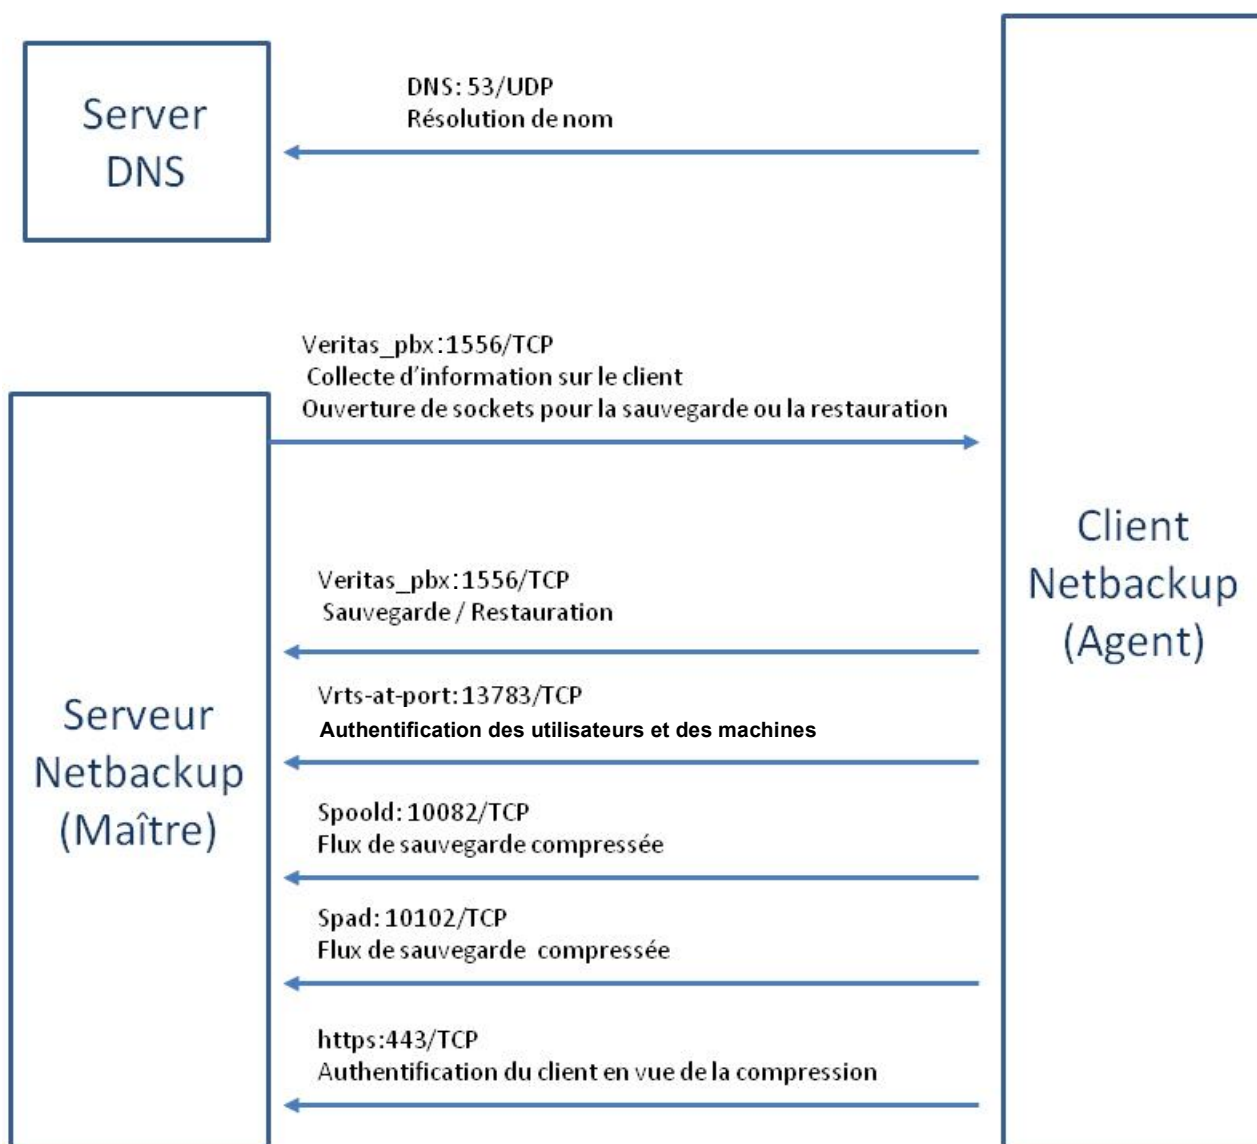 Server
DNS
DNS: 53/UDP
Résolution de nom
Veritas_pbx:1556/TCP
Collecte d'information sur le client
Ouverture de sockets pour la sauvegarde ou la restauration
Veritas_pbx:1556/TCP
Sauvegarde / Restauration
Vrts-at-port:13783/TCP
Authentification des utilisateurs et des machines
Spoold: 10082/TCP
Flux de sauvegarde compressée
Spad: 10102/TCP
Flux de sauvegarde compressée
https:443/TCP
Authentification du client en vue de la compression
Serveur
Netbackup
(Maître)
Client
Netbackup
(Agent)